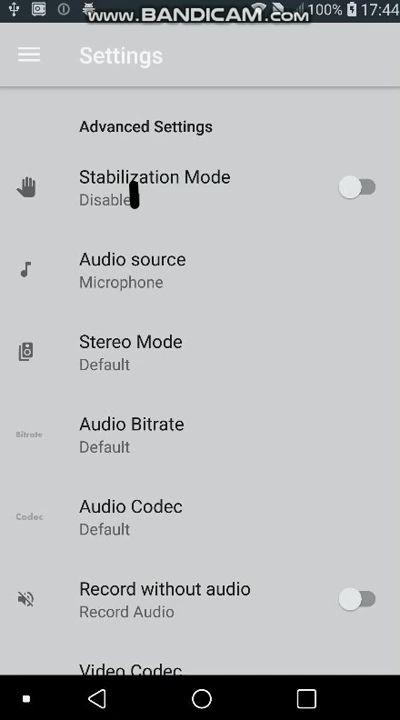 www.BANDICAM.com
100% 17:44
Settings
Advanced Settings
Stabilization Mode
Disable
Audio source
Microphone
Stereo Mode
Default
Bitrate
Audio Bitrate
Default
Codec
Audio Codec
Default
Record without audio
Record Audio
Video Codec